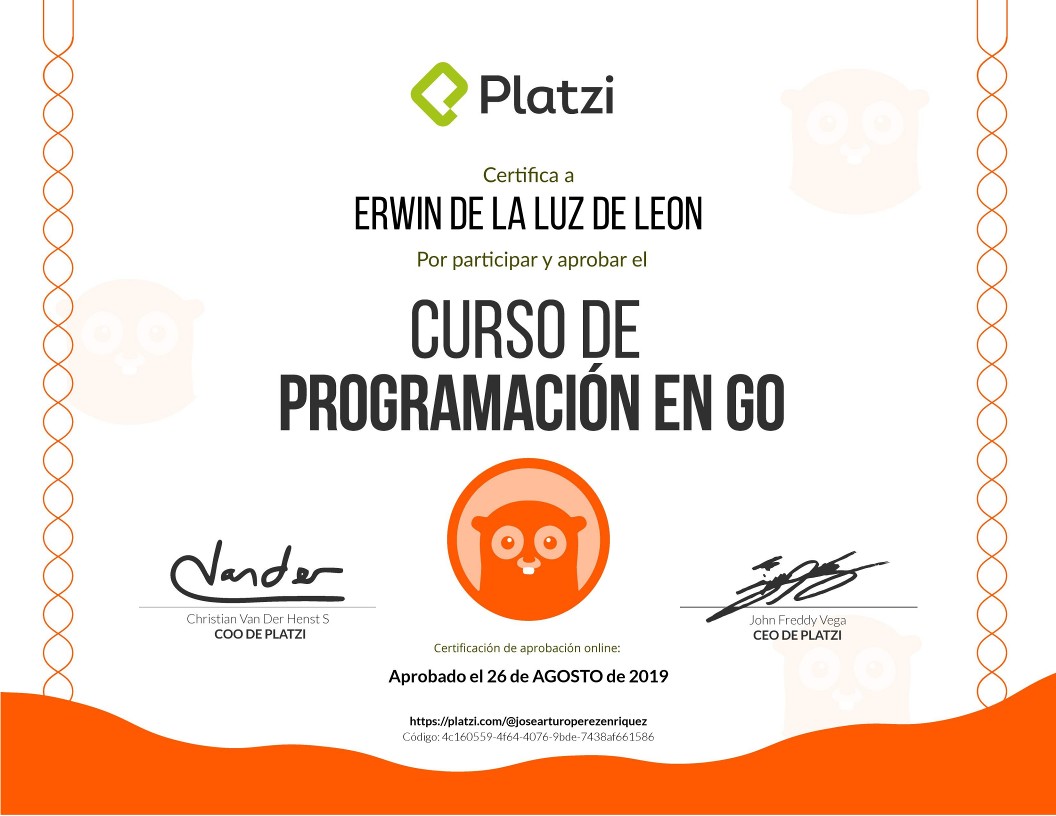 Platzi
Certifica a
ERWIN DE LA LUZ DE LEON
Por participar y aprobar el
CURSO DE
PROGRAMACIÓN EN GO
Vander
Christian Van Der Henst S
COO DE PLATZI
John Freddy Vega
CEO DE PLATZI
Certificación de aprobación online:
Aprobado el 26 de AGOSTO de 2019
https://platzi.com/@josearturoperezenriquez
Código: 4c160559-4f64-4076-9bde-7438af661586